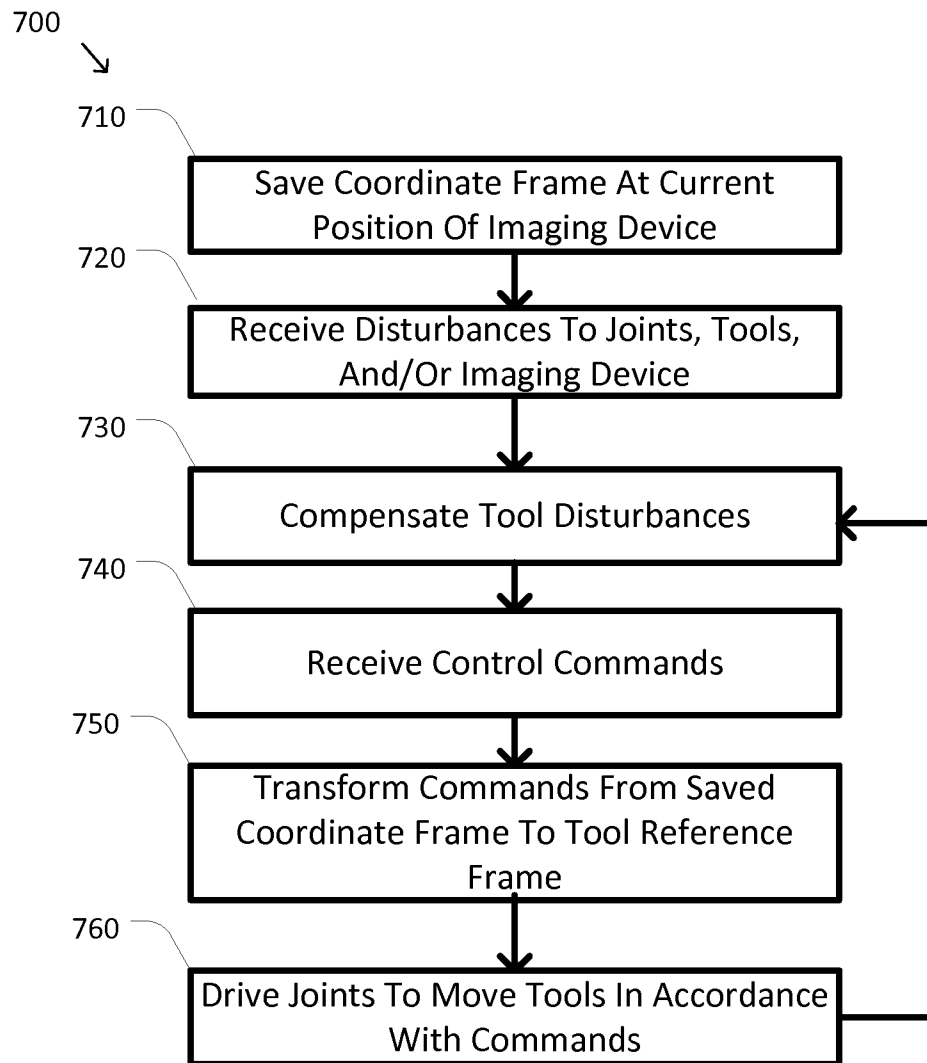 700
710
Save Coordinate Frame At Current
Position Of Imaging Device
720
Receive Disturbances To Joints, Tools,
And/Or Imaging Device
730
Compensate Tool Disturbances
740
Receive Control Commands
750
Transform Commands From Saved
Coordinate Frame To Tool Reference
Frame
760
Drive Joints To Move Tools In Accordance
With Commands